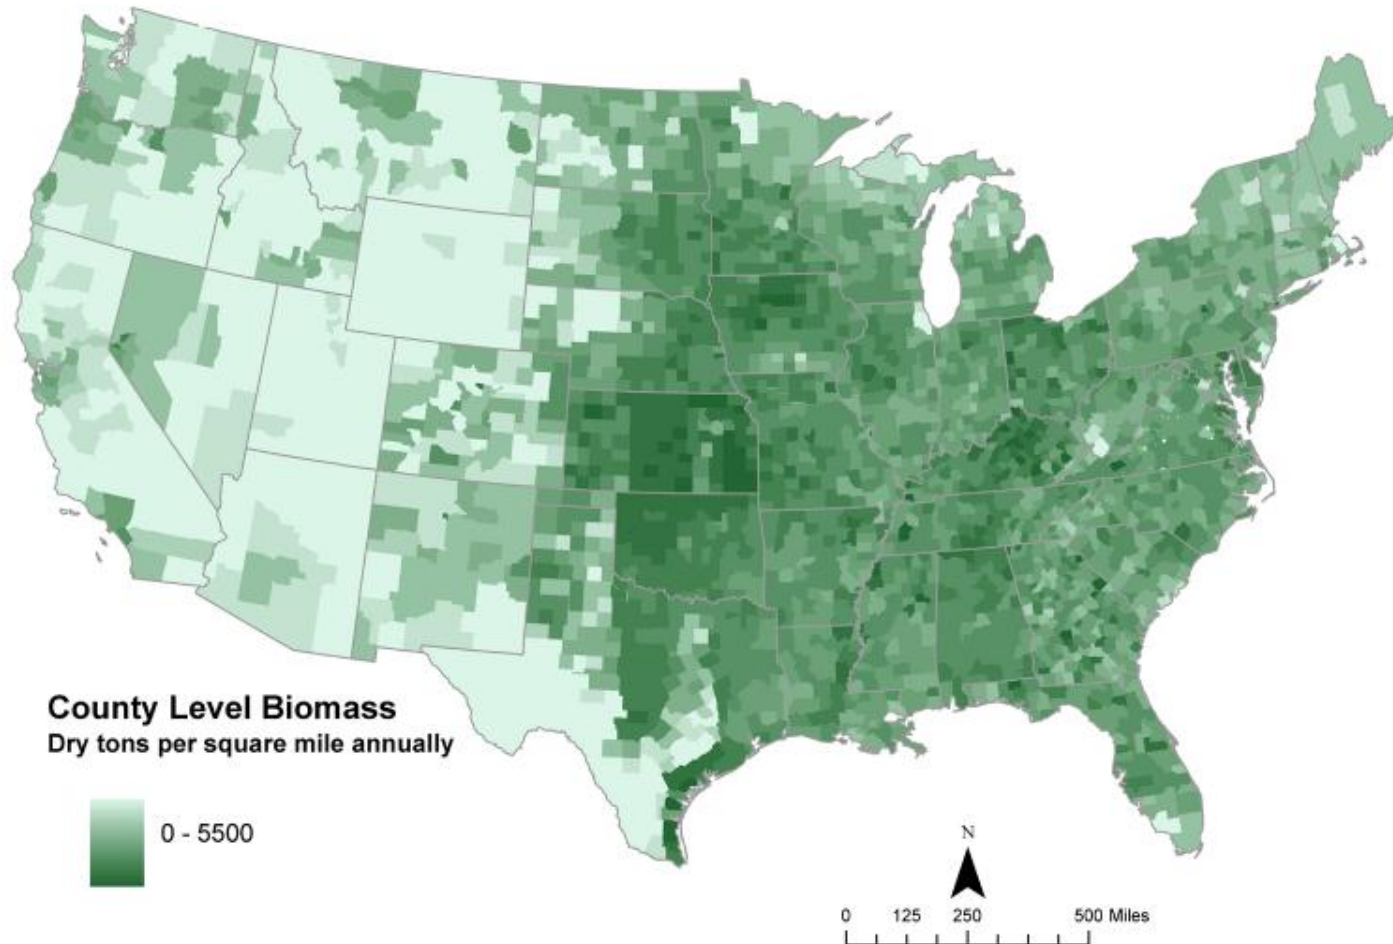 County Level Biomass
Dry tons per square mile annually
0 - 5500
N
0 125 250 500 Miles